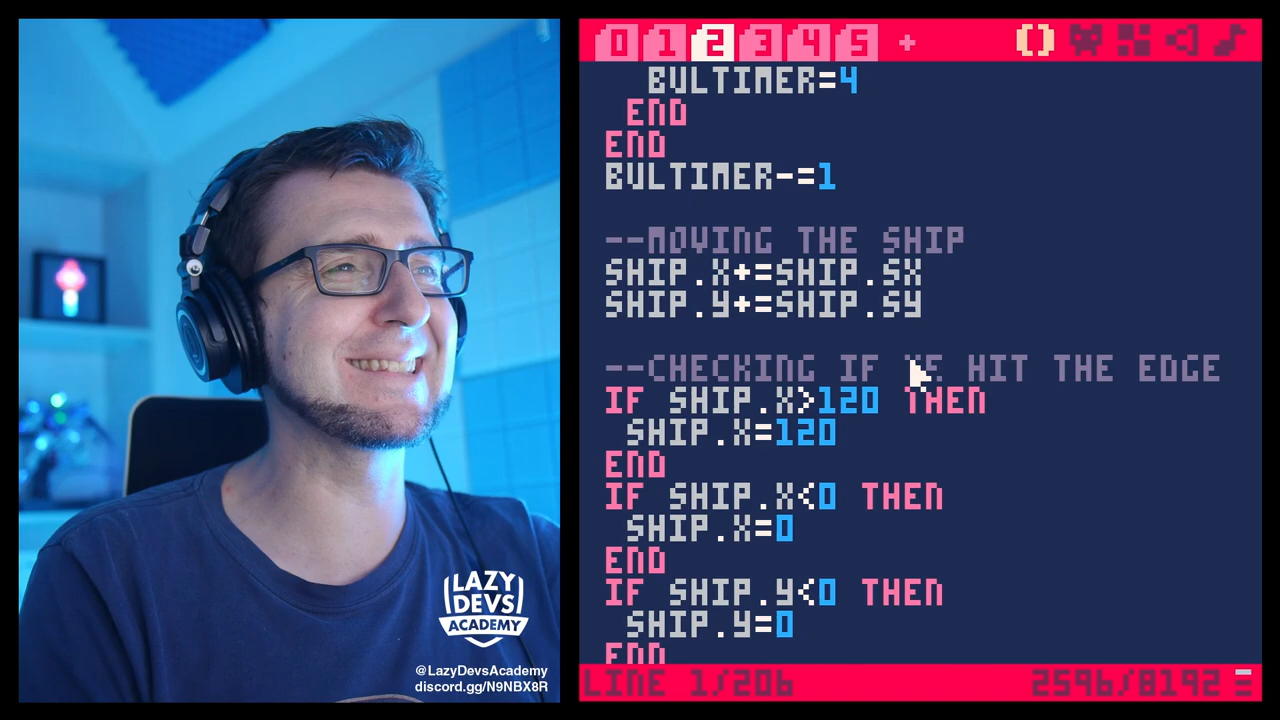 0 1 2 3 4 5 +
BULTIMER=4
END
END
BULTIMER-=1
--MOVING THE SHIP
SHIP.X+=SHIP.SX
SHIP.Y+=SHIP.SY
--CHECKING IF WE HIT THE EDGE
IF SHIP.X>120 THEN
SHIP.X=120
END
IF SHIP.X<0 THEN
SHIP.X=0
END
IF SHIP.Y<0 THEN
SHIP.Y=0
END
LINE 1/206
2596/8192
LAZY
DEVS
ACADEMY
@LazyDevsAcademy
discord.gg/N9NBX8R